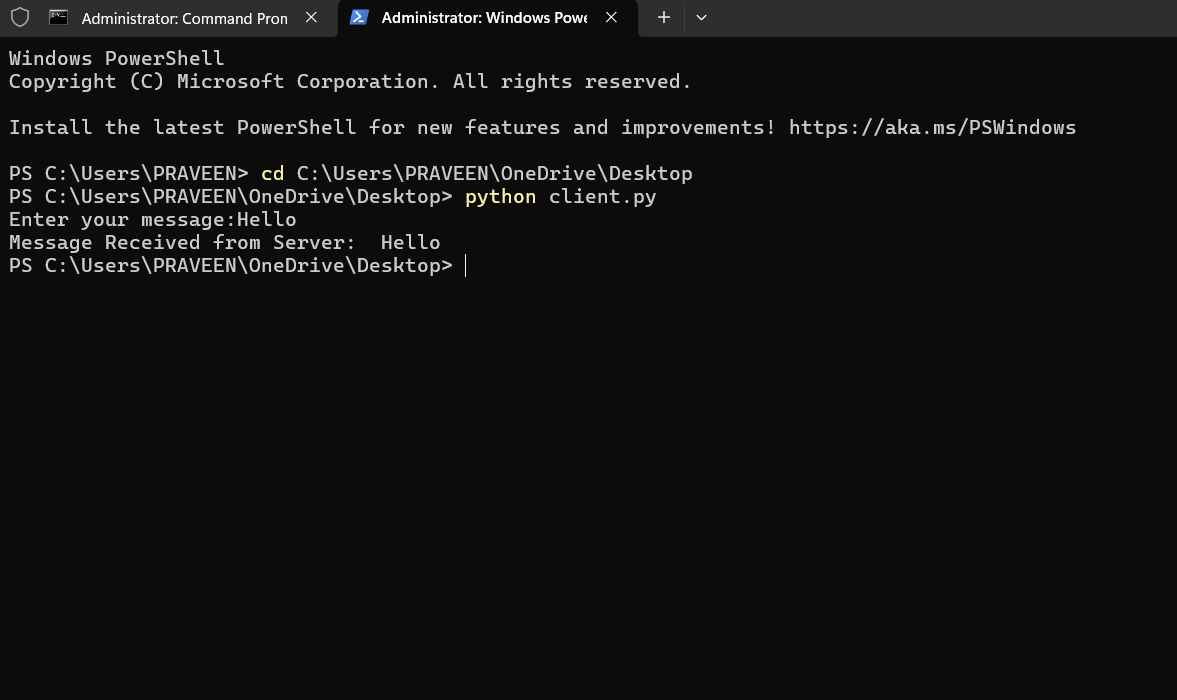 Administrator: Command Pron
Administrator: Windows Powe
Windows PowerShell
Copyright (C) Microsoft Corporation. All rights reserved.
Install the latest PowerShell for new features and improvements! https://aka.ms/PSWindows
PS C:\Users\PRAVEEN> cd C:\Users\PRAVEEN\OneDrive\Desktop
PS C:\Users\PRAVEEN\OneDrive\Desktop> python client.py
Enter your message:Hello
Message Received from Server:  Hello
PS C:\Users\PRAVEEN\OneDrive\Desktop>